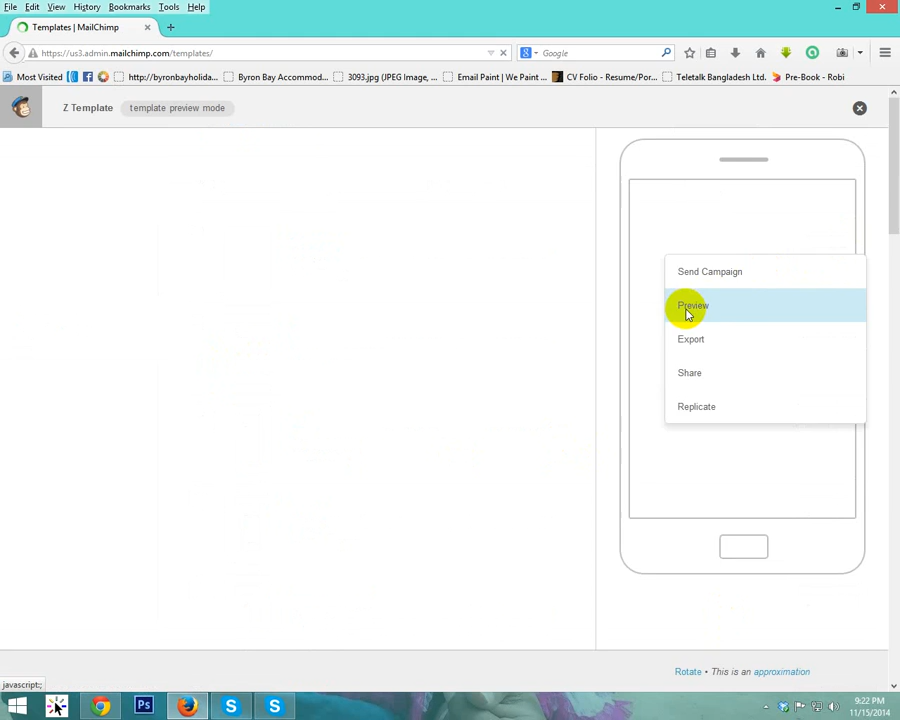 File Edit View History Bookmarks Tools Help
Templates | MailChimp
https://us3.admin.mailchimp.com/templates/
Google
Most Visited http://byronbayholida... Byron Bay Accommod... 3093.jpg (JPEG Image, ... Email Paint | We Paint ... CV Folio - Resume/Por... Teletalk Bangladesh Ltd. Pre-Book - Robi
Z Template template preview mode
Send Campaign
Preview
Export
Share
Replicate
Rotate • This is an approximation
javascript:;
Ps
9:22 PM
11/15/2014